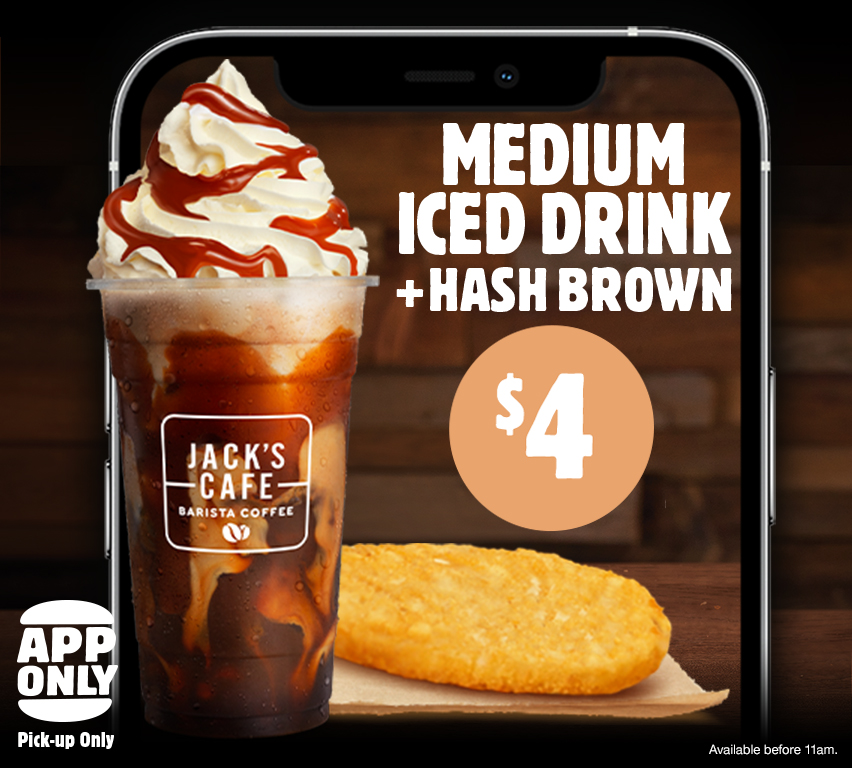 MEDIUM
ICED DRINK
+HASH BROWN
$4
JACK'S
CAFE
BARISTA COFFEE
APP
ONLY
Pick-up Only
Available before 11am.